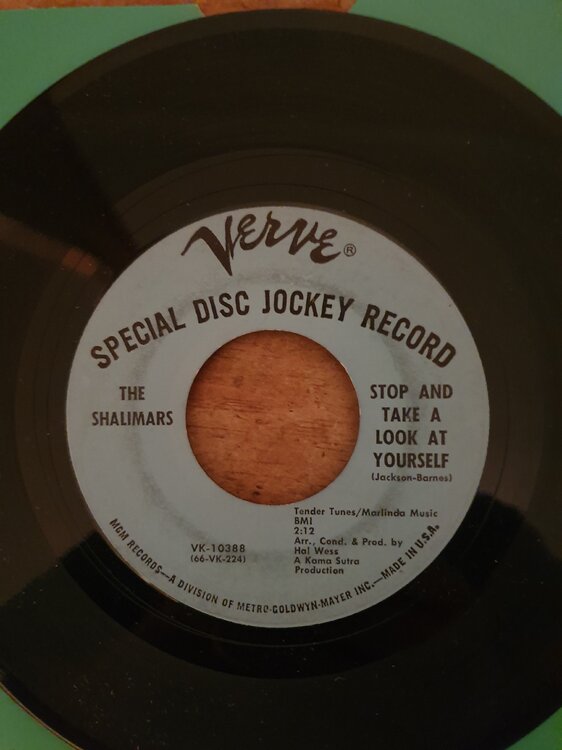 VERVE®
SPECIAL DISC JOCKEY RECORD
THE
SHALIMARS
STOP AND
TAKE A
LOOK AT
YOURSELF
(Jackson-Barnes)
Tender Tunes/Marlinda Music
BMI
2:12
Arr., Cond. & Prod. by
Hal Wess
A Kama Sutra
Production
VK-10388
(66-VK-224)
MGM RECORDS—A DIVISION OF METRO-GOLDWYN-MAYER INC.—MADE IN U.S.A.